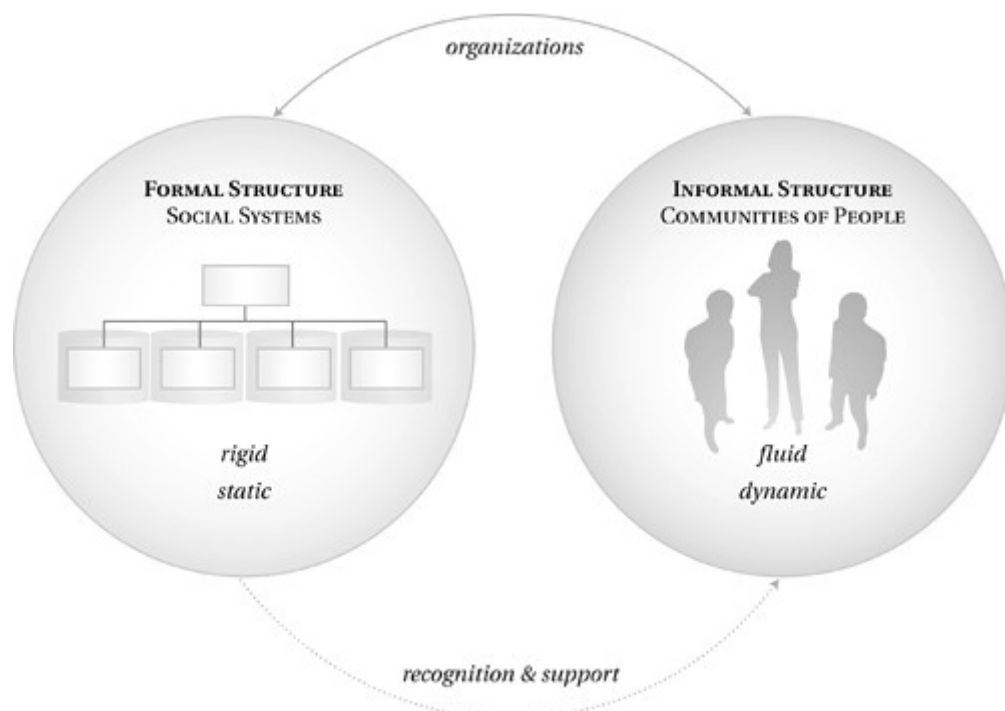 organizations
FORMAL STRUCTURE
SOCIAL SYSTEMS
rigid
static
INFORMAL STRUCTURE
COMMUNITIES OF PEOPLE
fluid
dynamic
recognition & support